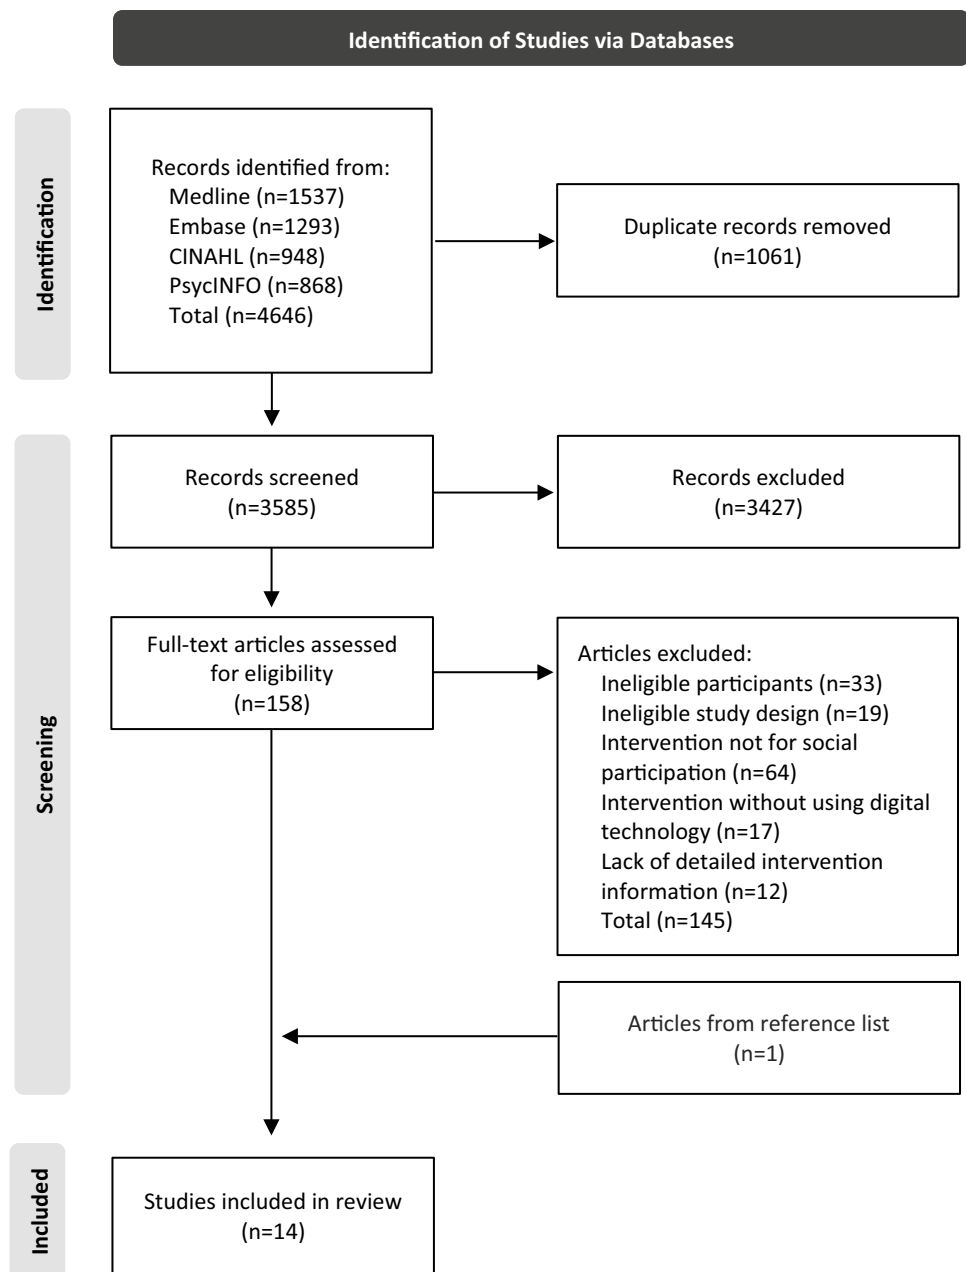 Identification of Studies via Databases
Identification
Records identified from:
Medline (n=1537)
Embase (n=1293)
CINAHL (n=948)
PsycINFO (n=868)
Total (n=4646)
Duplicate records removed
(n=1061)
Screening
Records screened
(n=3585)
Records excluded
(n=3427)
Full-text articles assessed
for eligibility
(n=158)
Articles excluded:
Ineligible participants (n=33)
Ineligible study design (n=19)
Intervention not for social
participation (n=64)
Intervention without using digital
technology (n=17)
Lack of detailed intervention
information (n=12)
Total (n=145)
Articles from reference list
(n=1)
Included
Studies included in review
(n=14)